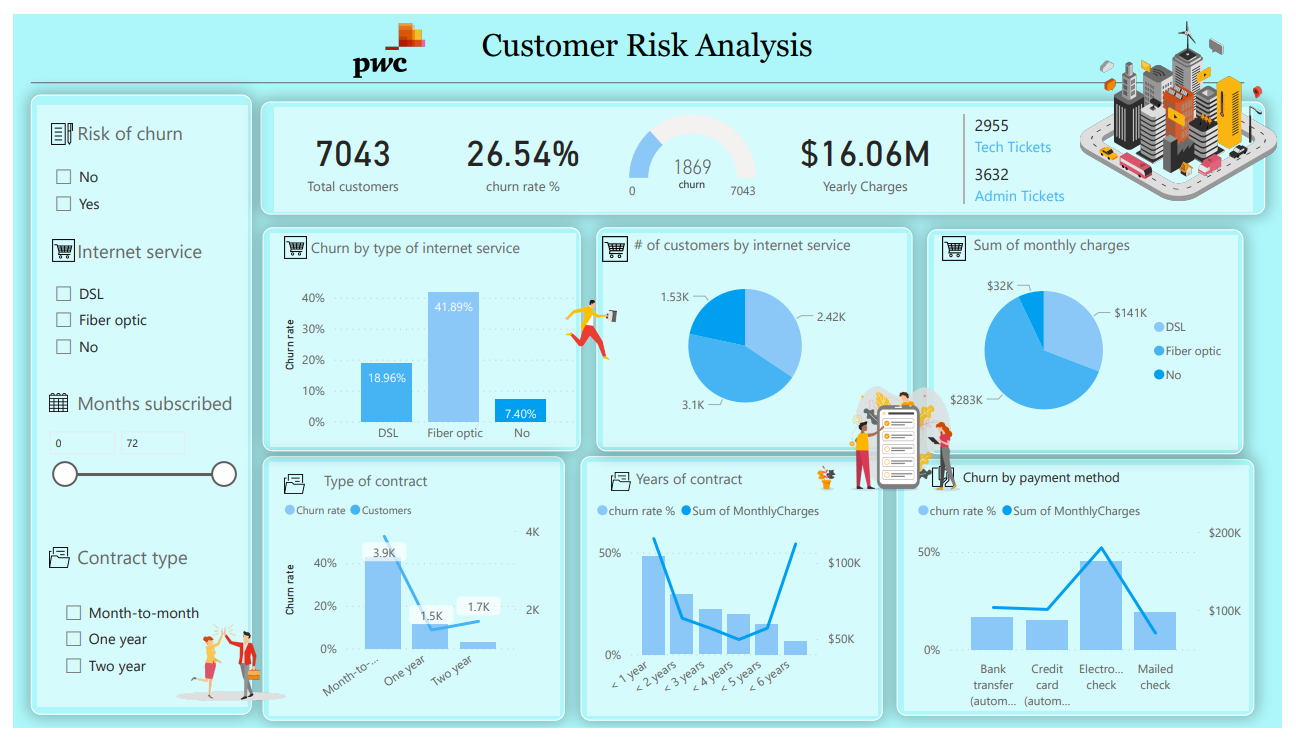 pwc
Customer Risk Analysis
Risk of churn
No
Yes
Internet service
DSL
Fiber optic
No
Months subscribed
0
72
Contract type
Month-to-month
One year
Two year
7043
Total customers
26.54%
churn rate %
1869
churn
0
7043
$16.06M
Yearly Charges
2955
Tech Tickets
3632
Admin Tickets
Churn by type of internet service
Churn rate
40%
30%
20%
10%
0%
41.89%
18.96%
7.40%
DSL
Fiber optic
No
# of customers by internet service
1.53K
2.42K
3.1K
Sum of monthly charges
$32K
$141K
$283K
DSL
Fiber optic
No
Type of contract
Churn rate
Customers
Churn rate
40%
20%
0%
4K
2K
3.9K
1.5K
1.7K
Month-to-...
One year
Two year
Years of contract
churn rate %
Sum of MonthlyCharges
50%
0%
$100K
$50K
< 1 year
< 2 years
< 3 years
< 4 years
< 5 years
< 6 years
Churn by payment method
churn rate %
Sum of MonthlyCharges
50%
0%
$200K
$100K
Bank
transfer
(autom...
Credit
card
(autom...
Electro...
check
Mailed
check